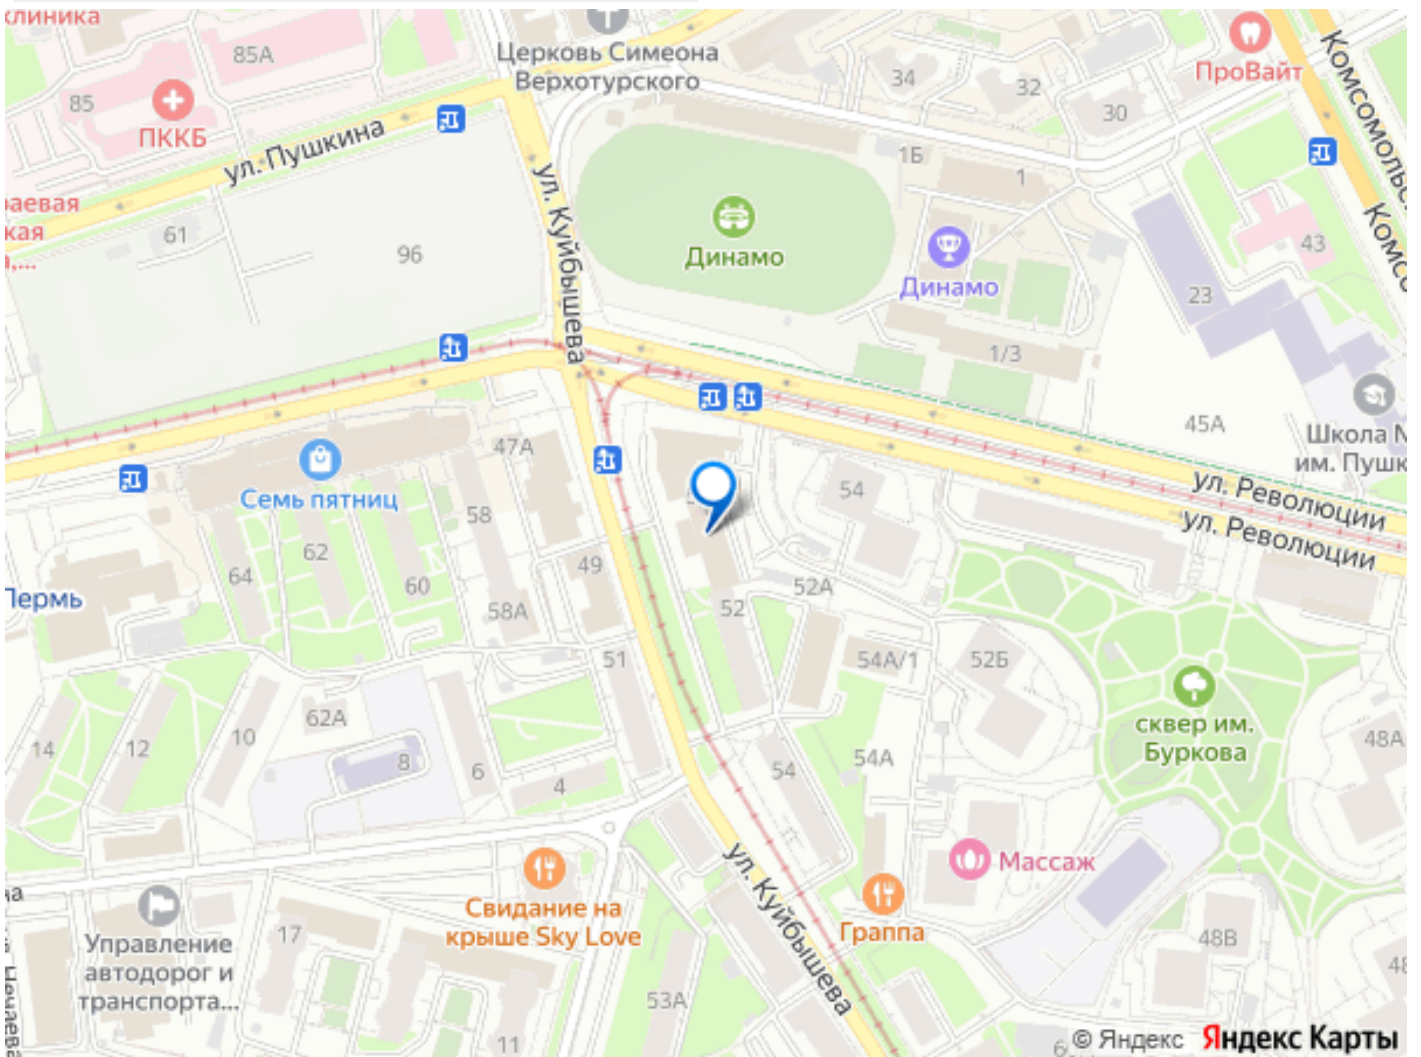 клиника
85А
85
ПККБ
ул. Пушкина
Церковь Симеона
Верхотурского
34
32
30
ПроВайт
Комсомольс
Комсо
1Б
1
61
96
ул. Куйбышева
Динамо
Динамо
43
23
1/3
45А
Школа N
им. Пушк
47А
Семь пятниц
58
62
64
60
58А
49
54
ул. Революции
ул. Революции
52А
52
Пермь
51
54А/1
52Б
сквер им.
Буркова
48А
62А
14
12
10
8
6
4
54
54А
Массаж
ул. Куйбышева
Свидание на
крыше Sky Love
Граппа
Управление
автодорог и
транспорта...
17
48В
53А
11
© Яндекс
Яндекс Карты